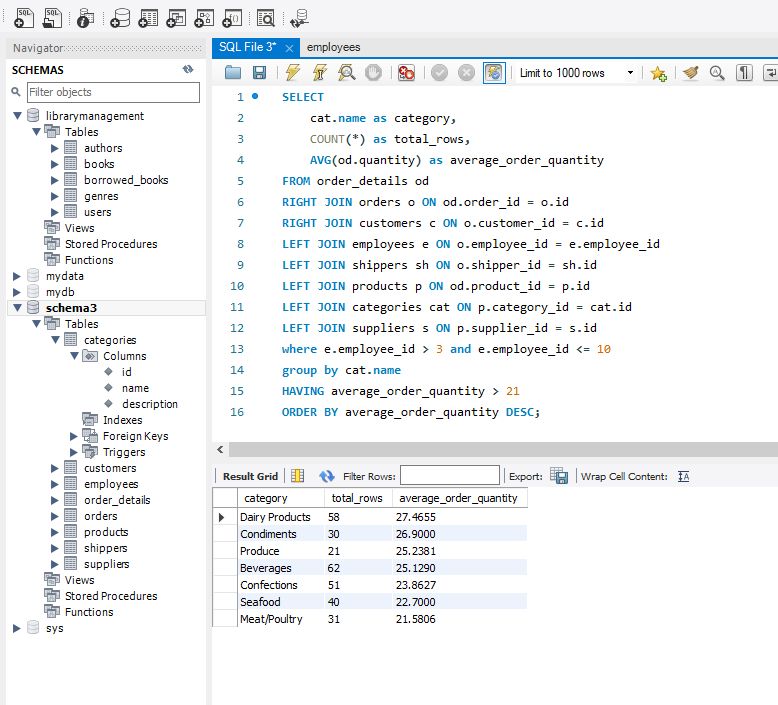 SQL
SQL
Navigator
SCHEMAS
Filter objects
librarymanagement
Tables
authors
books
borrowed_books
genres
users
Views
Stored Procedures
Functions
mydata
mydb
schema3
Tables
categories
Columns
id
name
description
Indexes
Foreign Keys
Triggers
customers
employees
order_details
orders
products
shippers
suppliers
Views
Stored Procedures
Functions
sys
SQL File 3* employees
Limit to 1000 rows
1 SELECT
2 cat.name as category,
3 COUNT(*) as total_rows,
4 AVG(od.quantity) as average_order_quantity
5 FROM order_details od
6 RIGHT JOIN orders o ON od.order_id = o.id
7 RIGHT JOIN customers c ON o.customer_id = c.id
8 LEFT JOIN employees e ON o.employee_id = e.employee_id
9 LEFT JOIN shippers sh ON o.shipper_id = sh.id
10 LEFT JOIN products p ON od.product_id = p.id
11 LEFT JOIN categories cat ON p.category_id = cat.id
12 LEFT JOIN suppliers s ON p.supplier_id = s.id
13 where e.employee_id > 3 and e.employee_id <= 10
14 group by cat.name
15 HAVING average_order_quantity > 21
16 ORDER BY average_order_quantity DESC;
Result Grid Filter Rows: Export: Wrap Cell Content: IA
category total_rows average_order_quantity
Dairy Products 58 27.4655
Condiments 30 26.9000
Produce 21 25.2381
Beverages 62 25.1290
Confections 51 23.8627
Seafood 40 22.7000
Meat/Poultry 31 21.5806